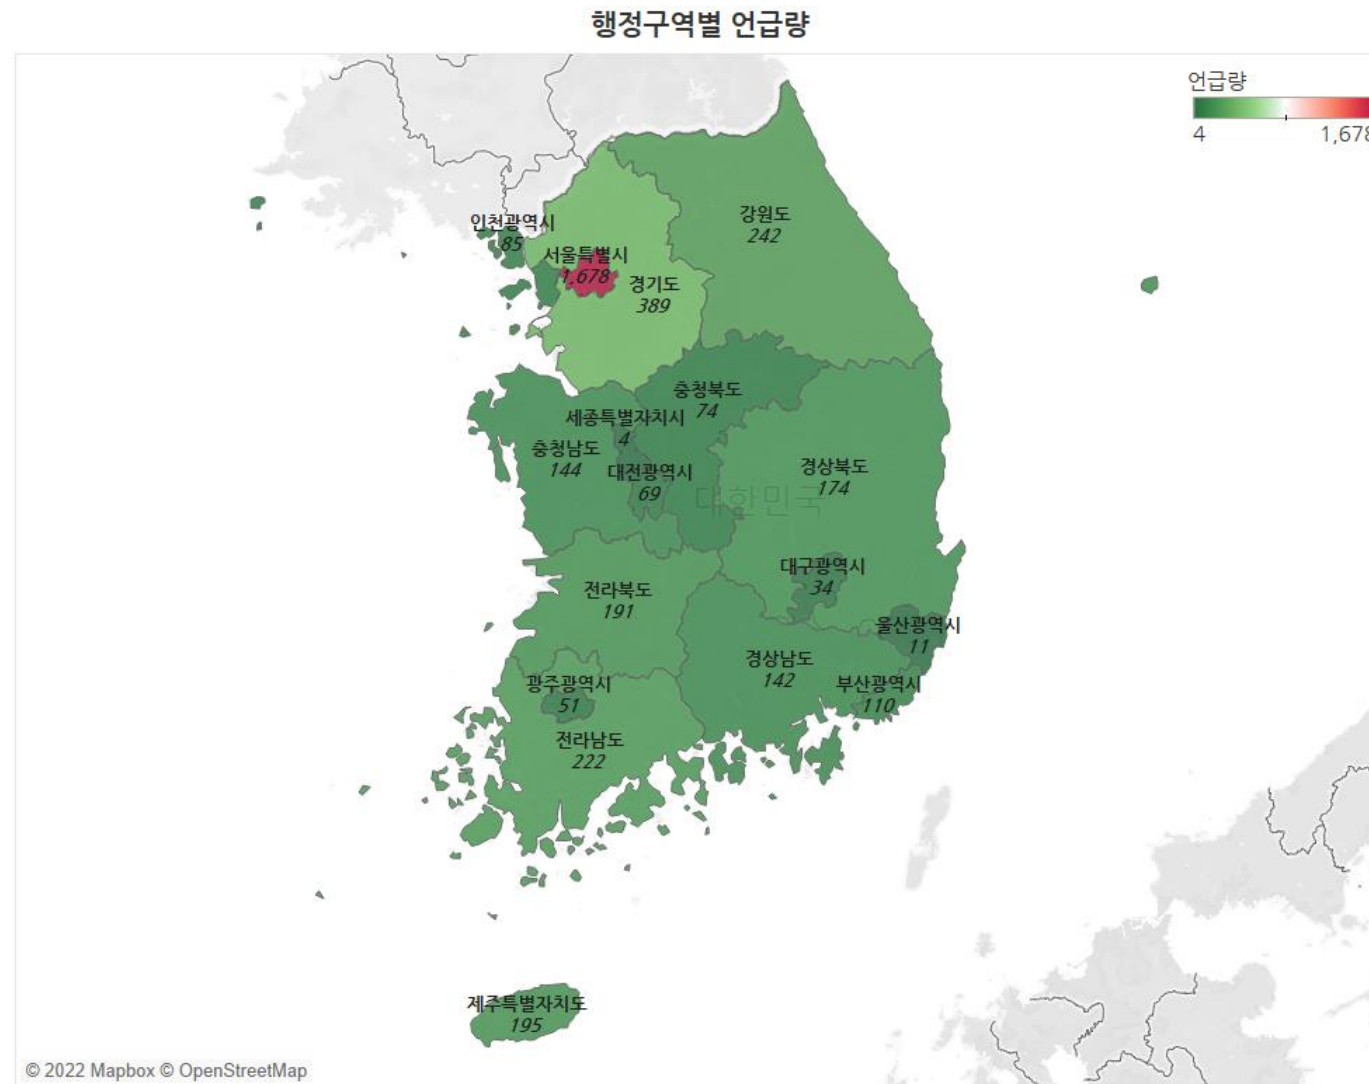 행정구역별 언급량
언급량
4
1,678
강원도
242
인천광역시
85
서울특별시
1,678
경기도
389
충청북도
74
세종특별자치시
4
충청남도
144
대전광역시
69
경상북도
174
대한민국
대구광역시
34
전라북도
191
울산광역시
11
경상남도
142
부산광역시
110
광주광역시
51
전라남도
222
제주특별자치도
195
© 2022 Mapbox © OpenStreetMap